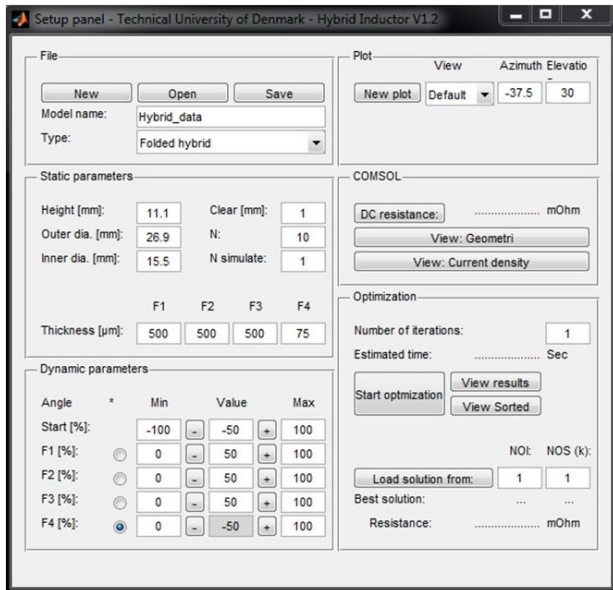 Setup panel - Technical University of Denmark - Hybrid Inductor V1.2
File
New Open Save
Model name: Hybrid_data
Type: Folded hybrid
Static parameters
Height [mm]: 11.1 Clear [mm]: 1
Outer dia. [mm]: 26.9 N: 10
Inner dia. [mm]: 15.5 N simulate: 1
F1 F2 F3 F4
Thickness [µm]: 500 500 500 75
Dynamic parameters
Angle * Min Value Max
Start [%]: -100 - -50 + 100
F1 [%]: 0 - 50 + 100
F2 [%]: 0 - 50 + 100
F3 [%]: 0 - 50 + 100
F4 [%]: 0 - -50 + 100
Plot
View Azimuth Elevatio
New plot Default -37.5 30
COMSOL
DC resistance: .................... mOhm
View: Geometri
View: Current density
Optimization
Number of iterations: 1
Estimated time: .................... Sec
Start optmization
View results
View Sorted
NOI: NOS (k):
Load solution from: 1 1
Best solution: ... ...
Resistance: .................... mOhm